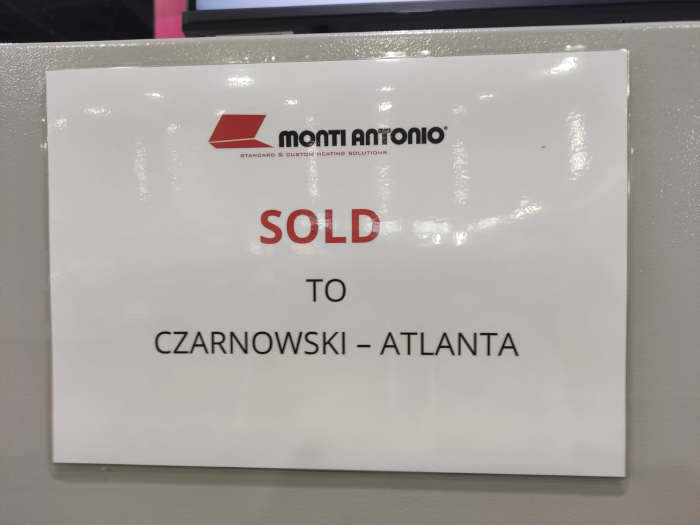 MONTI ANTONIO®
STANDARD & CUSTOM HEATING SOLUTIONS
SOLD
TO
CZARNOWSKI – ATLANTA